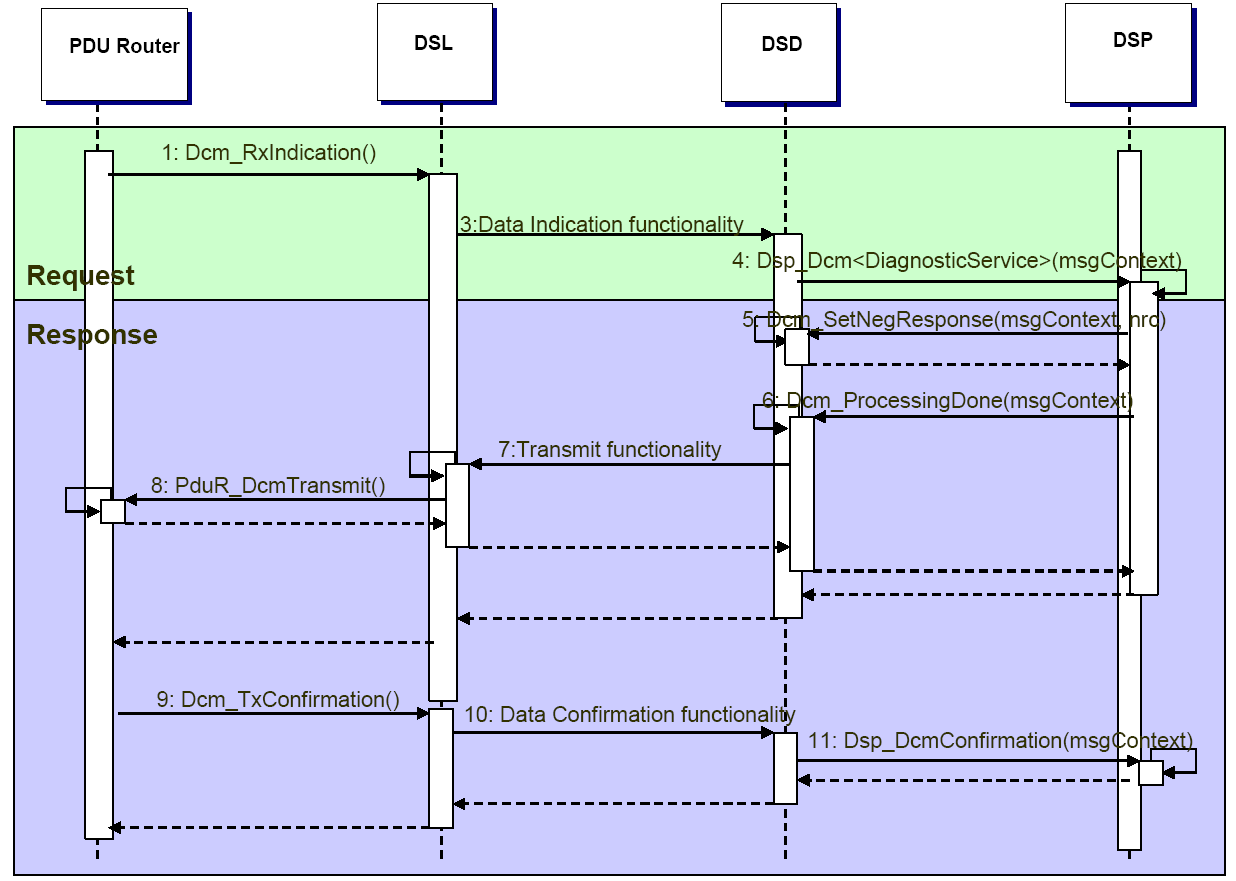 PDU Router
DSL
DSD
DSP
1: Dcm_RxIndication()
3:Data Indication functionality
4: Dsp_Dcm<DiagnosticService>(msgContext)
Request
5: Dcm_SetNegResponse(msgContext, nrc)
Response
6: Dcm_ProcessingDone(msgContext)
7:Transmit functionality
8: PduR_DcmTransmit()
9: Dcm_TxConfirmation()
10: Data Confirmation functionality
11: Dsp_DcmConfirmation(msgContext)